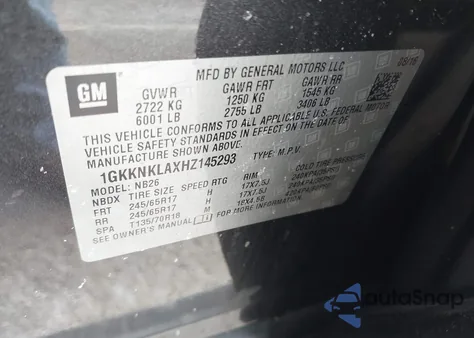 GM
MFD BY GENERAL MOTORS LLC
GVWR GAWR FRT GAWR RR
2722 KG 1250 KG 1545 KG
6001 LB 2755 LB 3406 LB
THIS VEHICLE CONFORMS TO ALL APPLICABLE U.S. FEDERAL MOTOR
VEHICLE SAFETY STANDARDS IN EFFECT ON THE DATE OF
MANUFACTURE SHOWN ABOVE.
1GKKNKLAXHZ145293 TYPE: M.P.V.
MODEL: NB26
NBDX TIRE SIZE SPEED RTG RIM
FRT 245/65R17 H 17X7.5J
RR 245/65R17 H 17X7.5J
SPA T135/70R18 M
SEE OWNER'S MANUAL FOR MORE INFORMATION.
AutoSnap